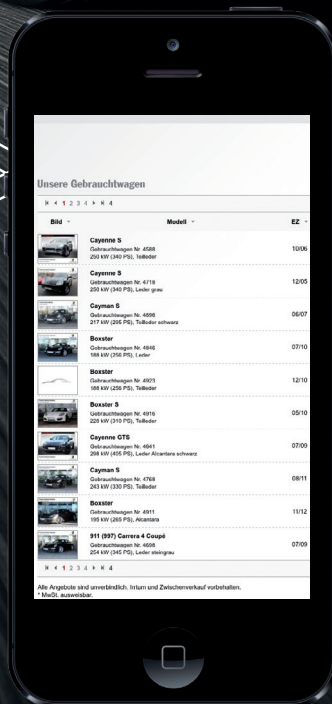 Unsere Gebrauchtwagen
1 2 3 4 4
Bild Modell EZ
Cayenne S
Gebrauchtwagen Nr. 4588
250 kW (340 PS), Teilleder
10/06
Cayenne S
Gebrauchtwagen Nr. 4718
250 kW (340 PS), Leder grau
12/05
Cayman S
Gebrauchtwagen Nr. 4898
217 kW (295 PS), Teilleder schwarz
06/07
Boxster
Gebrauchtwagen Nr. 4846
188 kW (256 PS), Leder
07/10
Boxster
Gebrauchtwagen Nr. 4923
188 kW (256 PS), Teilleder
12/10
Boxster S
Gebrauchtwagen Nr. 4916
228 kW (310 PS), Teilleder
05/10
Cayenne GTS
Gebrauchtwagen Nr. 4641
298 kW (405 PS), Leder Alcantara schwarz
07/09
Cayman S
Gebrauchtwagen Nr. 4768
243 kW (330 PS), Teilleder
08/11
Boxster
Gebrauchtwagen Nr. 4911
195 kW (265 PS), Alcantara
11/12
911 (997) Carrera 4 Coupé
Gebrauchtwagen Nr. 4698
254 kW (345 PS), Leder steingrau
07/09
1 2 3 4 4
Alle Angebote sind unverbindlich. Irrtum und Zwischenverkauf vorbehalten.
* MwSt. ausweisbar.